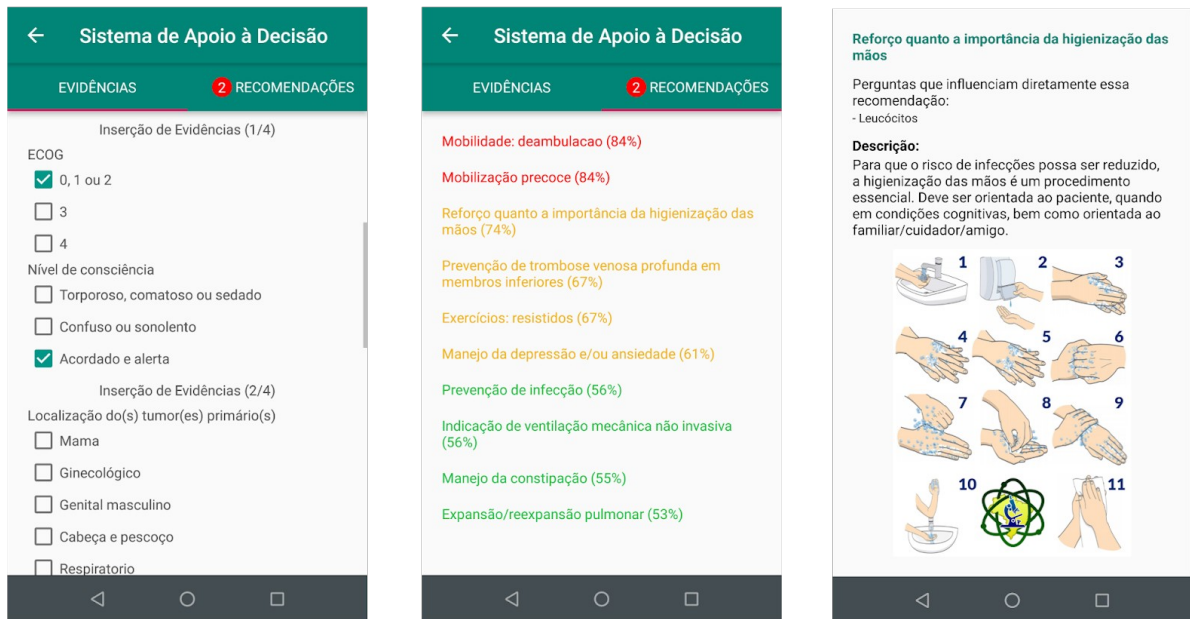 Sistema de Apoio à Decisão
EVIDÊNCIAS
2 RECOMENDAÇÕES
Inserção de Evidências (1/4)
ECOG
0, 1 ou 2
3
4
Nível de consciência
Torporoso, comatoso ou sedado
Confuso ou sonolento
Acordado e alerta
Inserção de Evidências (2/4)
Localização do(s) tumor(es) primário(s)
Mama
Ginecológico
Genital masculino
Cabeça e pescoço
Respiratorio
Sistema de Apoio à Decisão
EVIDÊNCIAS
2 RECOMENDAÇÕES
Mobilidade: deambulacao (84%)
Mobilização precoce (84%)
Reforço quanto a importância da higienização das
mãos (74%)
Prevenção de trombose venosa profunda em
membros inferiores (67%)
Exercícios: resistidos (67%)
Manejo da depressão e/ou ansiedade (61%)
Prevenção de infecção (56%)
Indicação de ventilação mecânica não invasiva
(56%)
Manejo da constipação (55%)
Expansão/reexpansão pulmonar (53%)
Reforço quanto a importância da higienização das
mãos
Perguntas que influenciam diretamente essa
recomendação:
- Leucócitos
Descrição:
Para que o risco de infecções possa ser reduzido,
a higienização das mãos é um procedimento
essencial. Deve ser orientada ao paciente, quando
em condições cognitivas, bem como orientada ao
familiar/cuidador/amigo.
1
2
3
4
5
6
7
8
9
10
11